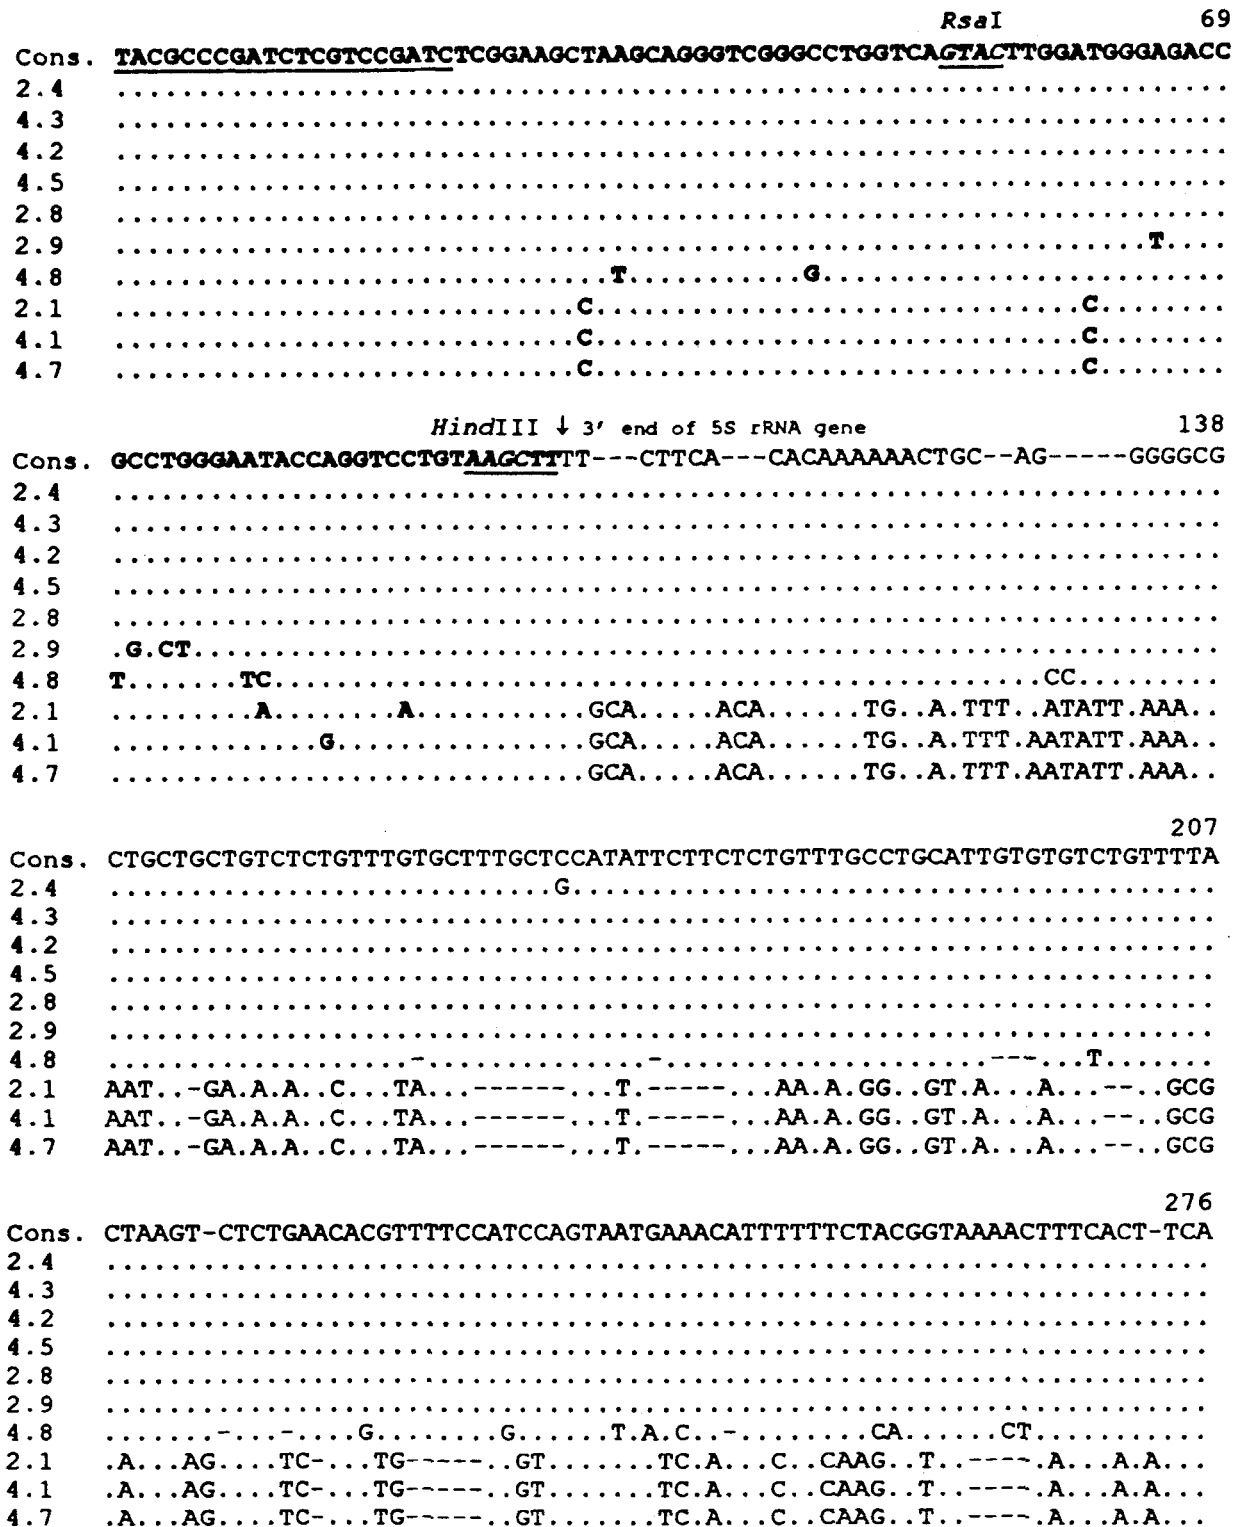 RsaI 69
Cons. TACGCCCGATCTCGTCCGATCTCGGAAGCTAAGCAGGGTCGGGCCTGGTCAGTACTTGGATGGGAGACC
2.4 .....................................................................
4.3 .....................................................................
4.2 .....................................................................
4.5 .....................................................................
2.8 .....................................................................
2.9 ................................................................T....
4.8 ...............................T...........G.........................
2.1 .............................C..............................C........
4.1 .............................C..............................C........
4.7 .............................C..............................C........
HindIII ↓ 3′ end of 5S rRNA gene 138
Cons. GCCTGGGAATACCAGGTCCTGTAAGCTTTT---CTTCA---CACAAAAAACTGC--AG-----GGGGCG
2.4 .....................................................................
4.3 .....................................................................
4.2 .....................................................................
4.5 .....................................................................
2.8 .....................................................................
2.9 .G.CT................................................................
4.8 T.......TC................................................CC.........
2.1 .........A........A...........GCA.....ACA......TG..A.TTT..ATATT.AAA..
4.1 .............G................GCA.....ACA......TG..A.TTT.AATATT.AAA..
4.7 ..............................GCA.....ACA......TG..A.TTT.AATATT.AAA..
207
Cons. CTGCTGCTGTCTCTGTTTGTGCTTTGCTCCATATTCTTCTCTGTTTGCCTGCATTGTGTGTCTGTTTTA
2.4 ............................G........................................
4.3 .....................................................................
4.2 .....................................................................
4.5 .....................................................................
2.8 .....................................................................
2.9 .....................................................................
4.8 ...................-..............-....................---...T.......
2.1 AAT..-GA.A.A..C...TA...------...T.-----...AA.A.GG..GT.A...A...--..GCG
4.1 AAT..-GA.A.A..C...TA...------...T.-----...AA.A.GG..GT.A...A...--..GCG
4.7 AAT..-GA.A.A..C...TA...------...T.-----...AA.A.GG..GT.A...A...--..GCG
276
Cons. CTAAGT-CTCTGAACACGTTTTCCATCCAGTAATGAAACATTTTTTCTACGGTAAAACTTTCACT-TCA
2.4 .....................................................................
4.3 .....................................................................
4.2 .....................................................................
4.5 .....................................................................
2.8 .....................................................................
2.9 .....................................................................
4.8 .......-...-....G........G......T.A.C..-........CA......CT...........
2.1 .A...AG....TC-...TG-----..GT.......TC.A...C..CAAG..T..----.A...A.A...
4.1 .A...AG....TC-...TG-----..GT.......TC.A...C..CAAG..T..----.A...A.A...
4.7 .A...AG....TC-...TG-----..GT.......TC.A...C..CAAG..T..----.A...A.A...